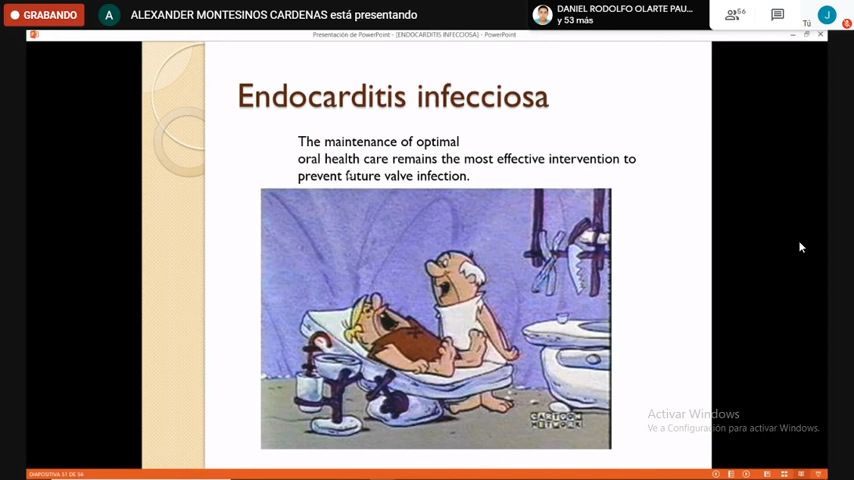 GRABANDO
A
ALEXANDER MONTESINOS CARDENAS está presentando
DANIEL RODOLFO OLARTE PAU...
y 53 más
56
Tú
J
Presentación de PowerPoint - [ENDOCARDITIS INFECCIOSA] - PowerPoint
Endocarditis infecciosa
The maintenance of optimal
oral health care remains the most effective intervention to
prevent future valve infection.
CARTOON
NETWORK
Activar Windows
Ve a Configuración para activar Windows.
DIAPOSITIVA 51 DE 56